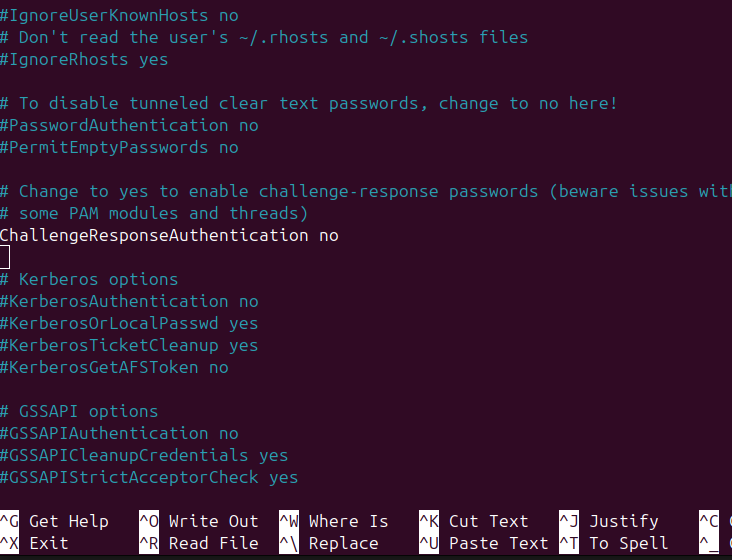 #IgnoreUserKnownHosts no
# Don't read the user's ~/.rhosts and ~/.shosts files
#IgnoreRhosts yes
# To disable tunneled clear text passwords, change to no here!
#PasswordAuthentication no
#PermitEmptyPasswords no
# Change to yes to enable challenge-response passwords (beware issues wit
# some PAM modules and threads)
ChallengeResponseAuthentication no
# Kerberos options
#KerberosAuthentication no
#KerberosOrLocalPasswd yes
#KerberosTicketCleanup yes
#KerberosGetAFSToken no
# GSSAPI options
#GSSAPIAuthentication no
#GSSAPICleanupCredentials yes
#GSSAPIStrictAcceptorCheck yes
^G Get Help ^O Write Out ^W Where Is ^K Cut Text ^J Justify ^C
^X Exit ^R Read File ^\ Replace ^U Paste Text ^T To Spell ^_